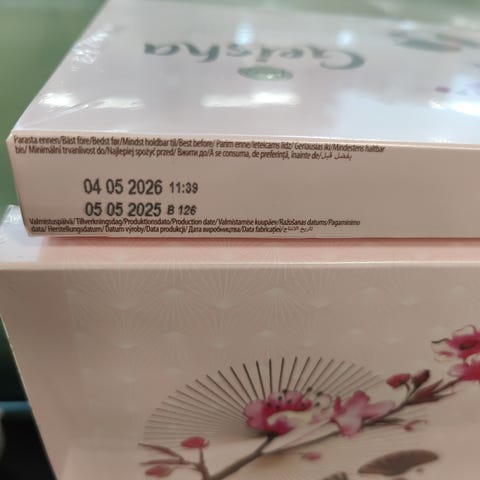 Geisha
Parasta ennen/Bäst före/Bedst før/Mindst holdbar til/Best before/ Parim enne/Ieteicams līdz/ Geriausias iki/Mindestens haltbar
bis/ Minimální trvanlivost do/Najlepiej spożyć przed/ Вжити до/A se consuma, de preferință, înainte de/يفضل قبل
04 05 2026 11:39
05 05 2025 B 126
Valmistuspäivä/Tillverkningsdag/Produktionsdato/Production date/Valmistamise kuupäev/Ražošanas datums/Pagaminimo
data/ Herstellungsdatum/ Datum výroby/Data produkcji/ Дата виробництва/Data fabricației/تاريخ الانتاج